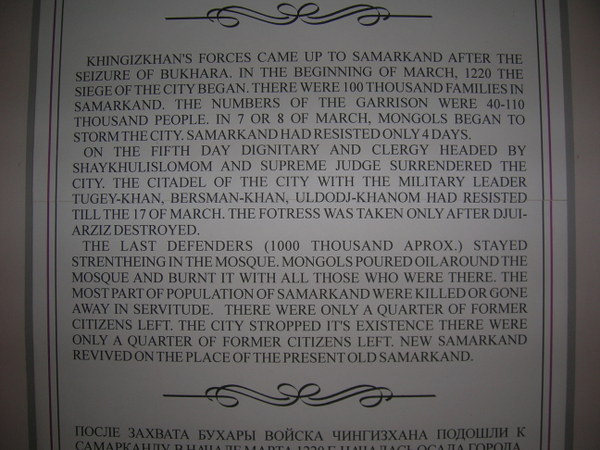 KHINGIZKHAN'S FORCES CAME UP TO SAMARKAND AFTER THE
SEIZURE OF BUKHARA. IN THE BEGINNING OF MARCH, 1220 THE
SIEGE OF THE CITY BEGAN. THERE WERE 100 THOUSAND FAMILIES IN
SAMARKAND. THE NUMBERS OF THE GARRISON WERE 40-110
THOUSAND PEOPLE. IN 7 OR 8 OF MARCH, MONGOLS BEGAN TO
STORM THE CITY. SAMARKAND HAD RESISTED ONLY 4 DAYS.
ON THE FIFTH DAY DIGNITARY AND CLERGY HEADED BY
SHAYKHULISLOMOM AND SUPREME JUDGE SURRENDERED THE
CITY. THE CITADEL OF THE CITY WITH THE MILITARY LEADER
TUGEY-KHAN, BERSMAN-KHAN, ULDODJ-KHANOM HAD RESISTED
TILL THE 17 OF MARCH. THE FOTRESS WAS TAKEN ONLY AFTER DJUI-
ARZIZ DESTROYED.
THE LAST DEFENDERS (1000 THOUSAND APROX.) STAYED
STRENTHEING IN THE MOSQUE. MONGOLS POURED OIL AROUND THE
MOSQUE AND BURNT IT WITH ALL THOSE WHO WERE THERE. THE
MOST PART OF POPULATION OF SAMARKAND WERE KILLED OR GONE
AWAY IN SERVITUDE. THERE WERE ONLY A QUARTER OF FORMER
CITIZENS LEFT. THE CITY STROPPED IT'S EXISTENCE THERE WERE
ONLY A QUARTER OF FORMER CITIZENS LEFT. NEW SAMARKAND
REVIVED ON THE PLACE OF THE PRESENT OLD SAMARKAND.
ПОСЛЕ ЗАХВАТА БУХАРЫ ВОЙСКА ЧИНГИЗХАНА ПОДОШЛИ К
САМАРКАНДУ. В НАЧАЛЕ МАРТА 1220 Г. НАЧАЛАСЬ ОСАДА ГОРОДА.